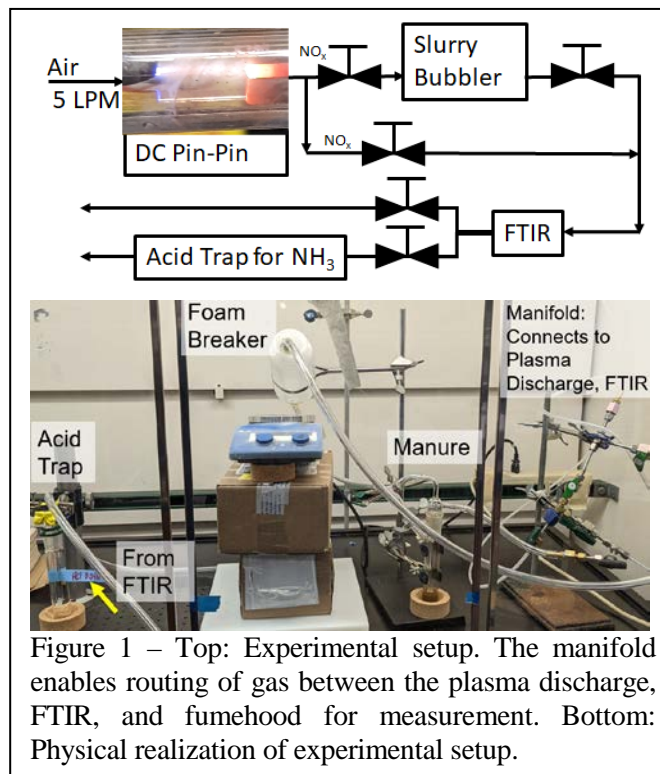 Air
5 LPM
DC Pin-Pin
NOx
Slurry
Bubbler
NOx
FTIR
Acid Trap for NH3
Foam
Breaker
Manifold:
Connects to
Plasma
Discharge, FTIR
Acid
Trap
Manure
From
FTIR
Figure 1 – Top: Experimental setup. The manifold
enables routing of gas between the plasma discharge,
FTIR, and fumehood for measurement. Bottom:
Physical realization of experimental setup.